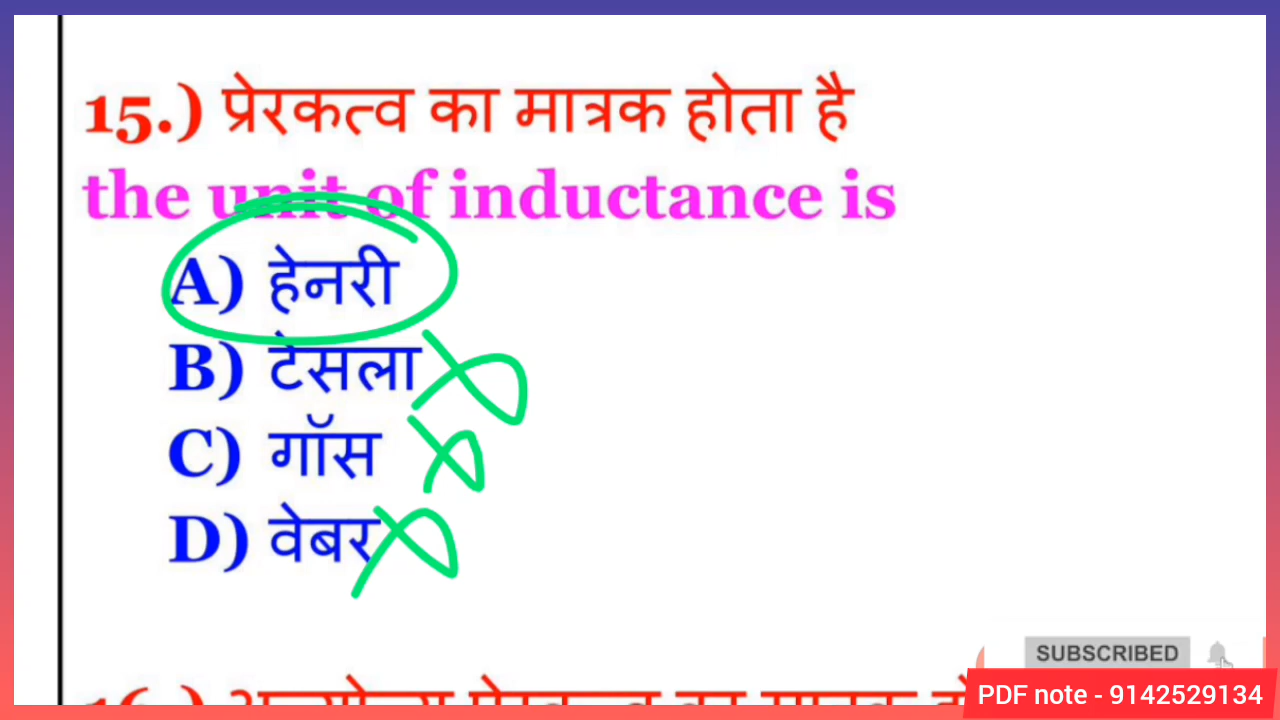 15.) प्रेरकत्व का मात्रक होता है
the unit of inductance is
A) हेनरी
B) टेसला
C) गॉस
D) वेबर
SUBSCRIBED
PDF note - 9142529134